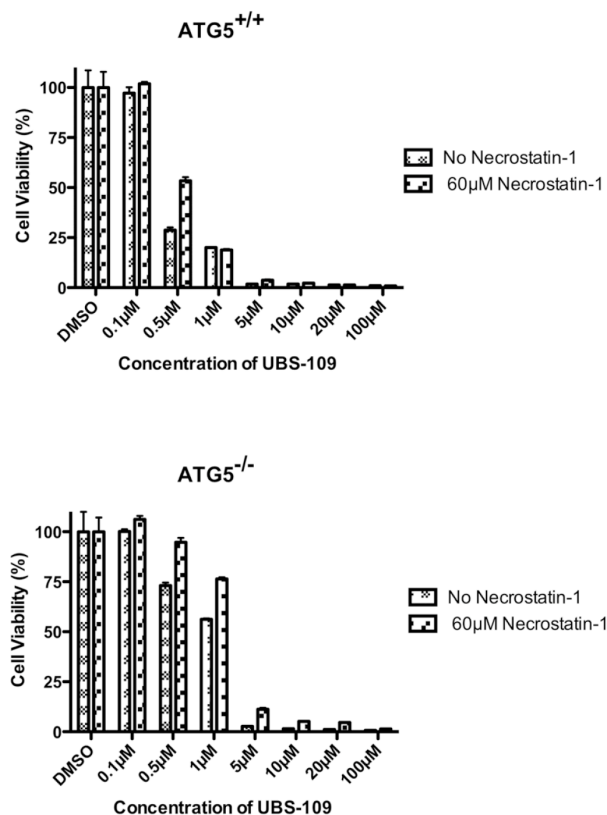 ATG5+/+
Cell Viability (%)
100
75
50
25
0
DMSO
0.1µM
0.5µM
1µM
5µM
10µM
20µM
100µM
Concentration of UBS-109
No Necrostatin-1
60µM Necrostatin-1
ATG5-/-
Cell Viability (%)
100
75
50
25
0
DMSO
0.1µM
0.5µM
1µM
5µM
10µM
20µM
100µM
Concentration of UBS-109
No Necrostatin-1
60µM Necrostatin-1